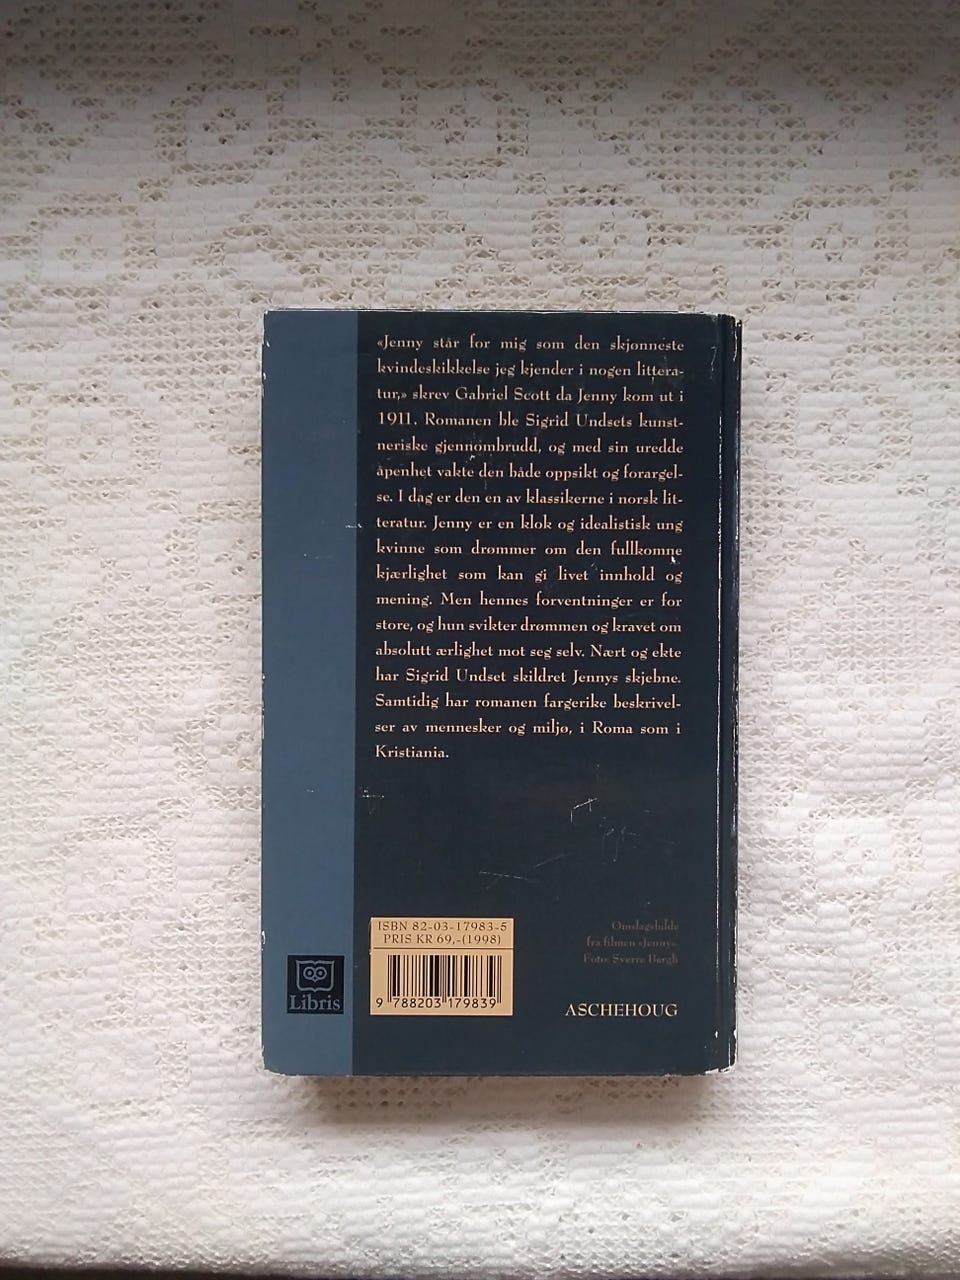 «Jenny står for mig som den skjønneste
kvindeskikkelse jeg kjender i nogen littera-
tur,» skrev Gabriel Scott da Jenny kom ut i
1911. Romanen ble Sigrid Undsets kunst-
neriske gjennombrudd, og med sin uredde
åpenhet vakte den både oppsikt og forargel-
se. I dag er den en av klassikerne i norsk lit-
teratur. Jenny er en klok og idealistisk ung
kvinne som drømmer om den fullkomne
kjærlighet som kan gi livet innhold og
mening. Men hennes forventninger er for
store, og hun svikter drømmen og kravet om
absolutt ærlighet mot seg selv. Nært og ekte
har Sigrid Undset skildret Jennys skjebne.
Samtidig har romanen fargerike beskrivel-
ser av mennesker og miljø, i Roma som i
Kristiania.
ISBN 82-03-17983-5
PRIS KR 69,-(1998)
9 788203 179839
Libris
Omslagsbilde
fra filmen «Jenny».
Foto: Sverre Bergli
ASCHEHOUG